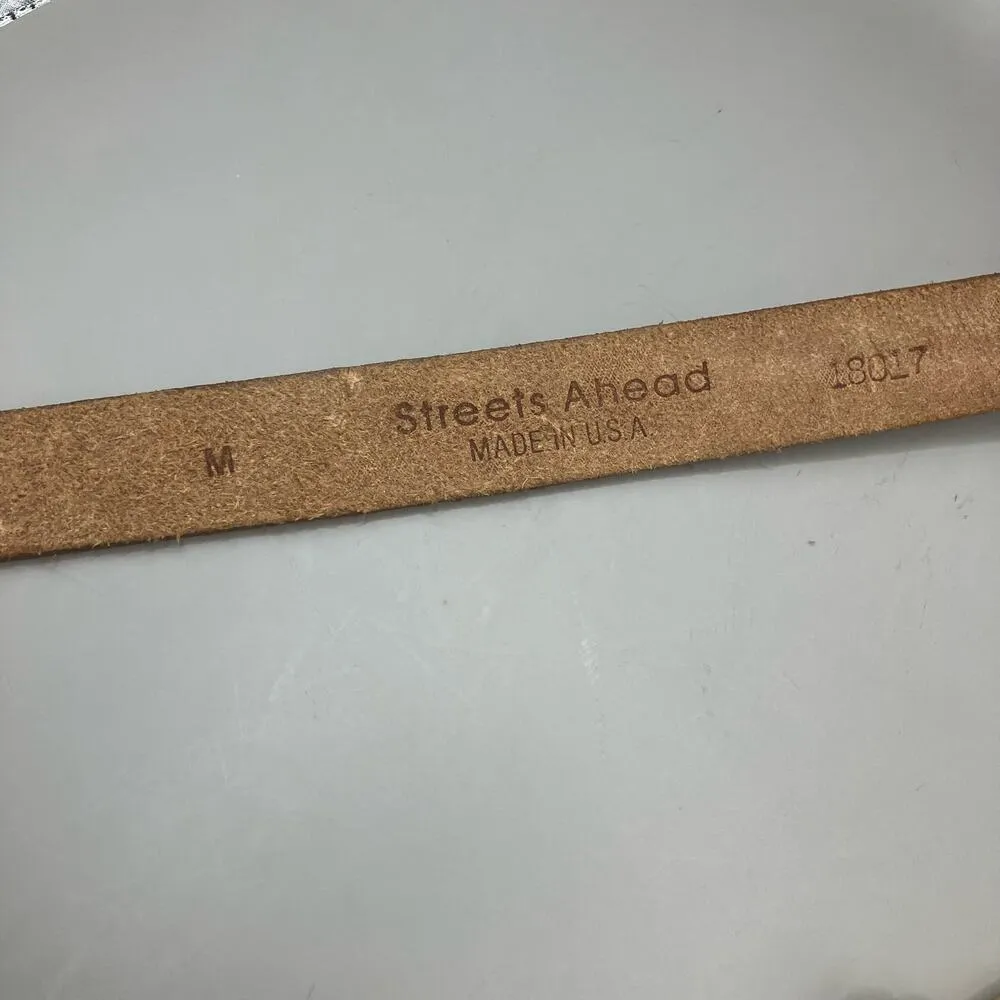 M
Streets Ahead
MADE IN U.S.A.
18017